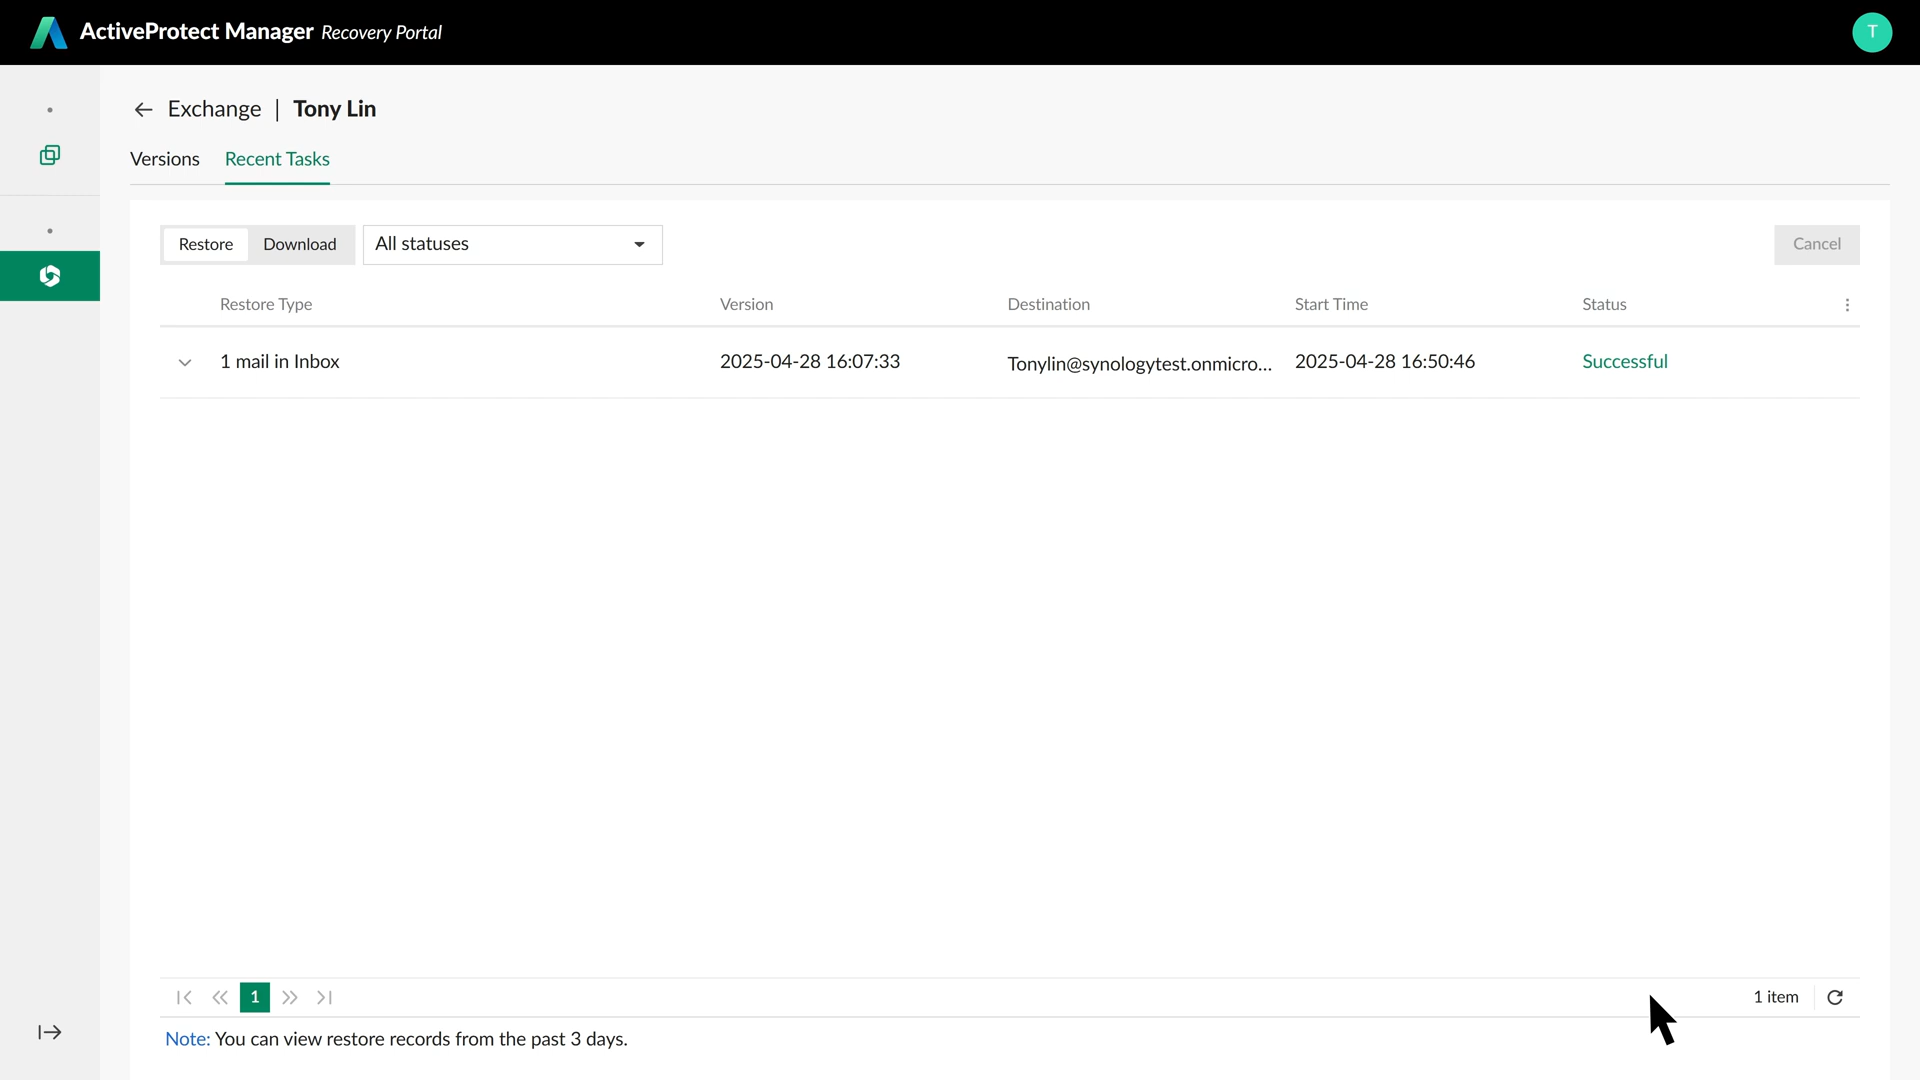 ActiveProtect Manager Recovery Portal
T
Exchange | Tony Lin
Versions Recent Tasks
Restore Download All statuses Cancel
Restore Type Version Destination Start Time Status
1 mail in Inbox 2025-04-28 16:07:33 Tonylin@synologytest.onmicro... 2025-04-28 16:50:46 Successful
1 1 item
Note: You can view restore records from the past 3 days.